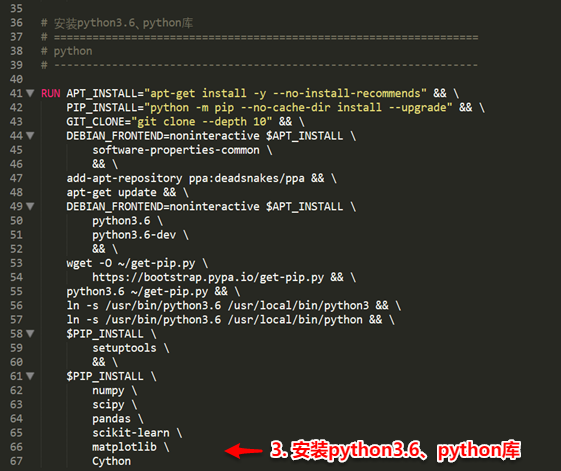 35
36 # 安装python3.6、python库
37 # ==================================================================
38 # python
39 # ------------------------------------------------------------------
40
41 RUN APT_INSTALL="apt-get install -y --no-install-recommends" && \
42 PIP_INSTALL="python -m pip --no-cache-dir install --upgrade" && \
43 GIT_CLONE="git clone --depth 10" && \
44 DEBIAN_FRONTEND=noninteractive $APT_INSTALL \
45 software-properties-common \
46 && \
47 add-apt-repository ppa:deadsnakes/ppa && \
48 apt-get update && \
49 DEBIAN_FRONTEND=noninteractive $APT_INSTALL \
50 python3.6 \
51 python3.6-dev \
52 && \
53 wget -O ~/get-pip.py \
54 https://bootstrap.pypa.io/get-pip.py && \
55 python3.6 ~/get-pip.py && \
56 ln -s /usr/bin/python3.6 /usr/local/bin/python3 && \
57 ln -s /usr/bin/python3.6 /usr/local/bin/python && \
58 $PIP_INSTALL \
59 setuptools \
60 && \
61 $PIP_INSTALL \
62 numpy \
63 scipy \
64 pandas \
65 scikit-learn \
66 matplotlib \
3. 安装python3.6、python库
67 Cython